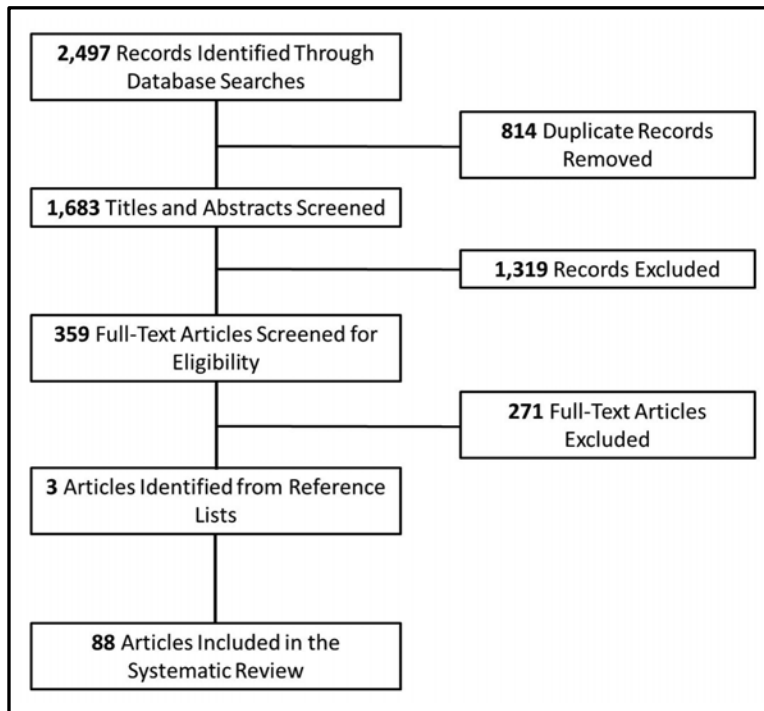 2,497 Records Identified Through
Database Searches
814 Duplicate Records
Removed
1,683 Titles and Abstracts Screened
1,319 Records Excluded
359 Full-Text Articles Screened for
Eligibility
271 Full-Text Articles
Excluded
3 Articles Identified from Reference
Lists
88 Articles Included in the
Systematic Review